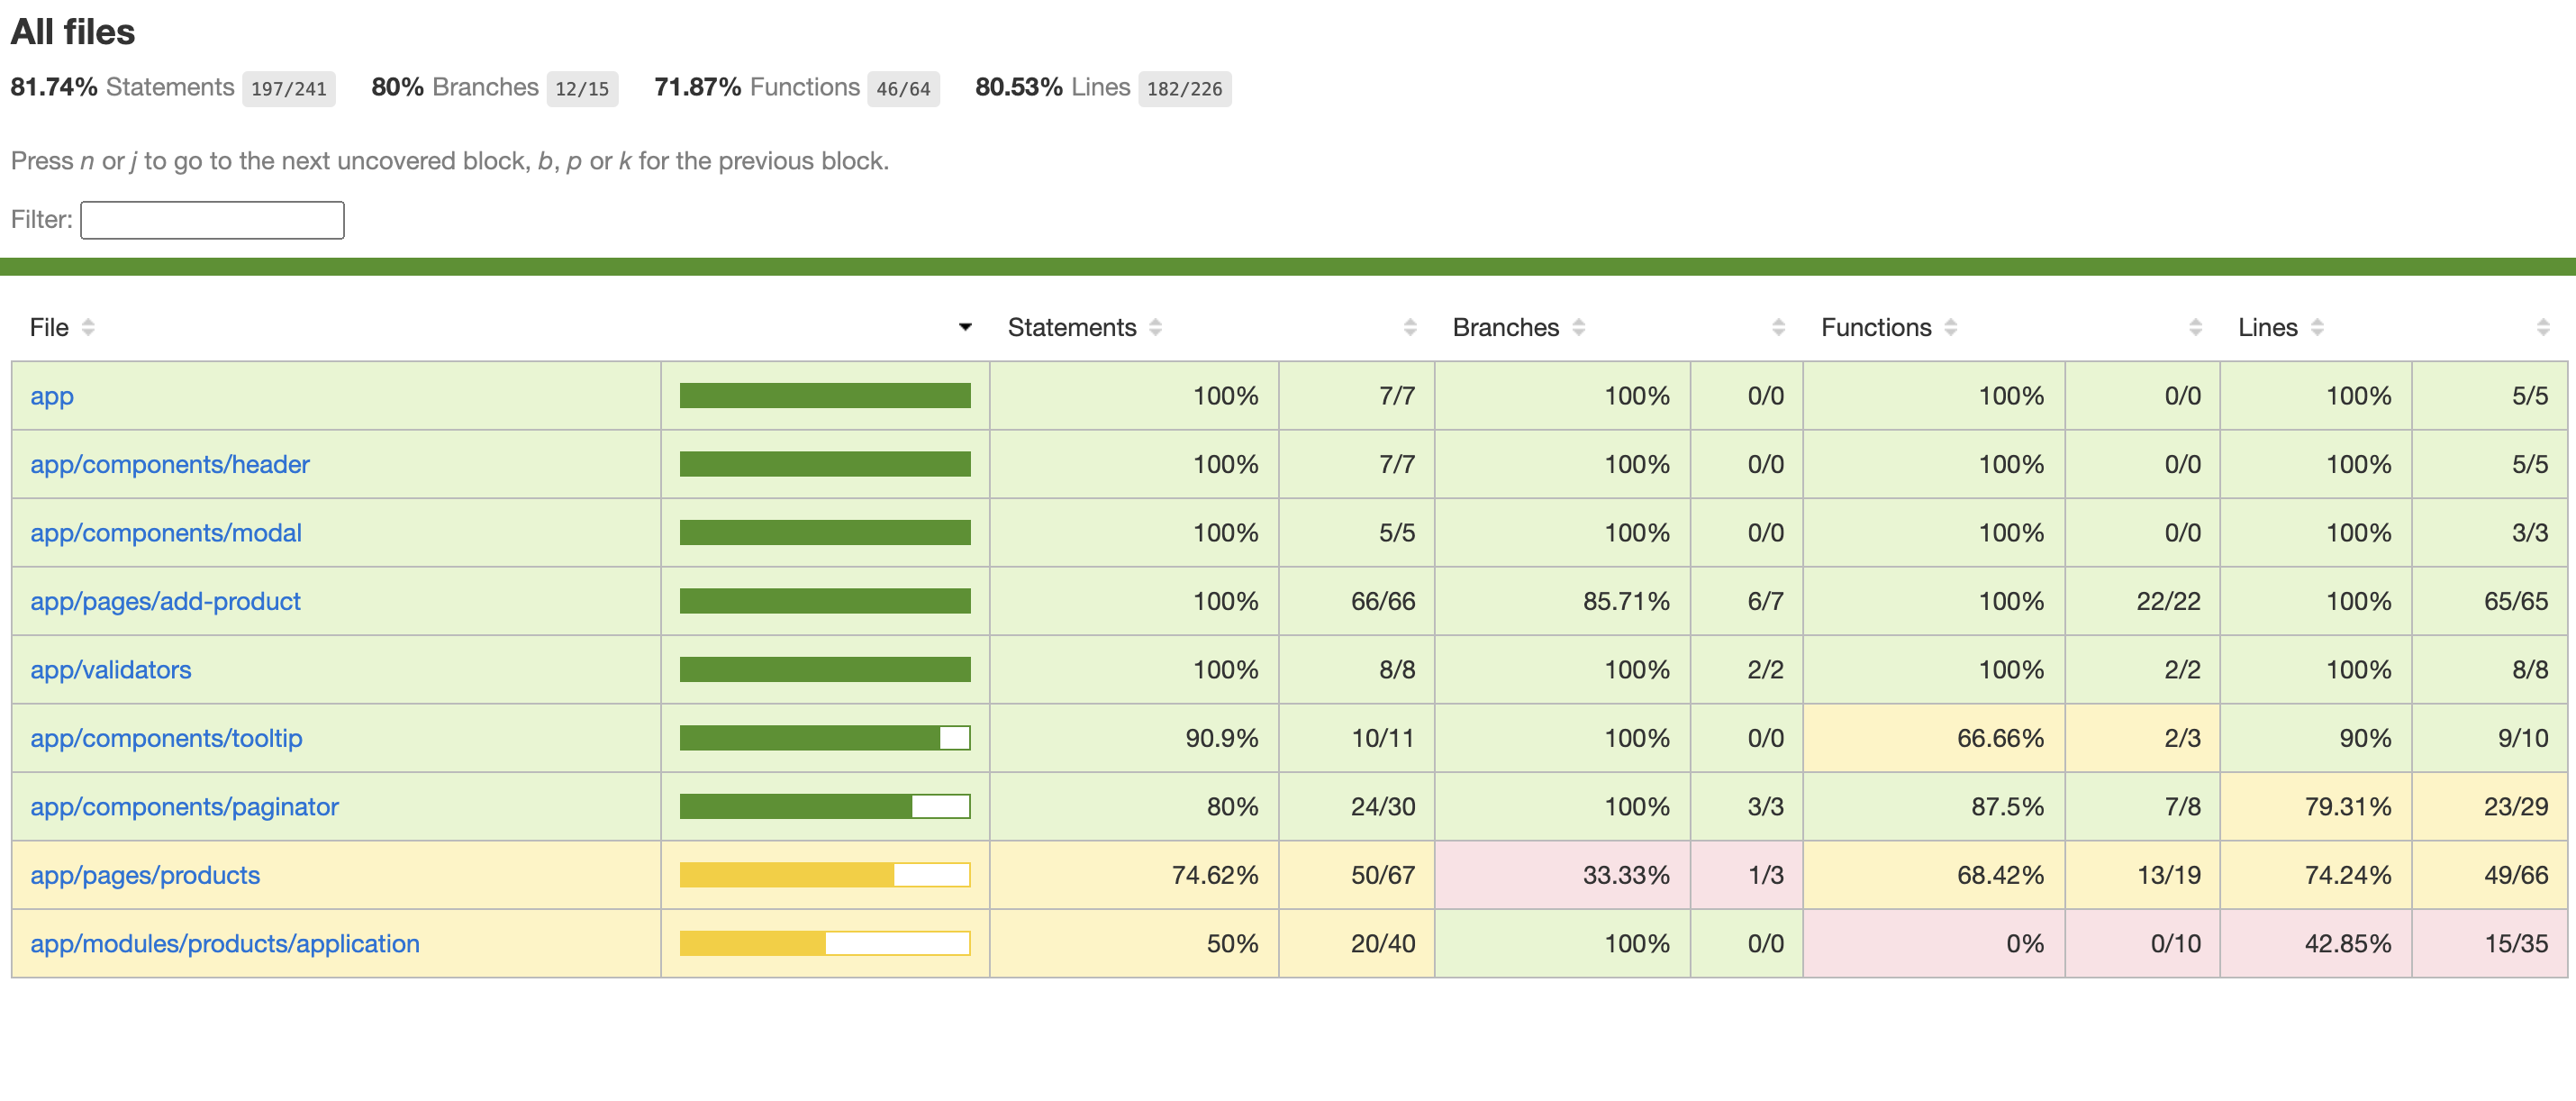 All files
81.74% Statements 197/241 80% Branches 12/15 71.87% Functions 46/64 80.53% Lines 182/226
Press n or j to go to the next uncovered block, b, p or k for the previous block.
Filter:
File Statements Branches Functions Lines
app 100% 7/7 100% 0/0 100% 0/0 100% 5/5
app/components/header 100% 7/7 100% 0/0 100% 0/0 100% 5/5
app/components/modal 100% 5/5 100% 0/0 100% 0/0 100% 3/3
app/pages/add-product 100% 66/66 85.71% 6/7 100% 22/22 100% 65/65
app/validators 100% 8/8 100% 2/2 100% 2/2 100% 8/8
app/components/tooltip 90.9% 10/11 100% 0/0 66.66% 2/3 90% 9/10
app/components/paginator 80% 24/30 100% 3/3 87.5% 7/8 79.31% 23/29
app/pages/products 74.62% 50/67 33.33% 1/3 68.42% 13/19 74.24% 49/66
app/modules/products/application 50% 20/40 100% 0/0 0% 0/10 42.85% 15/35